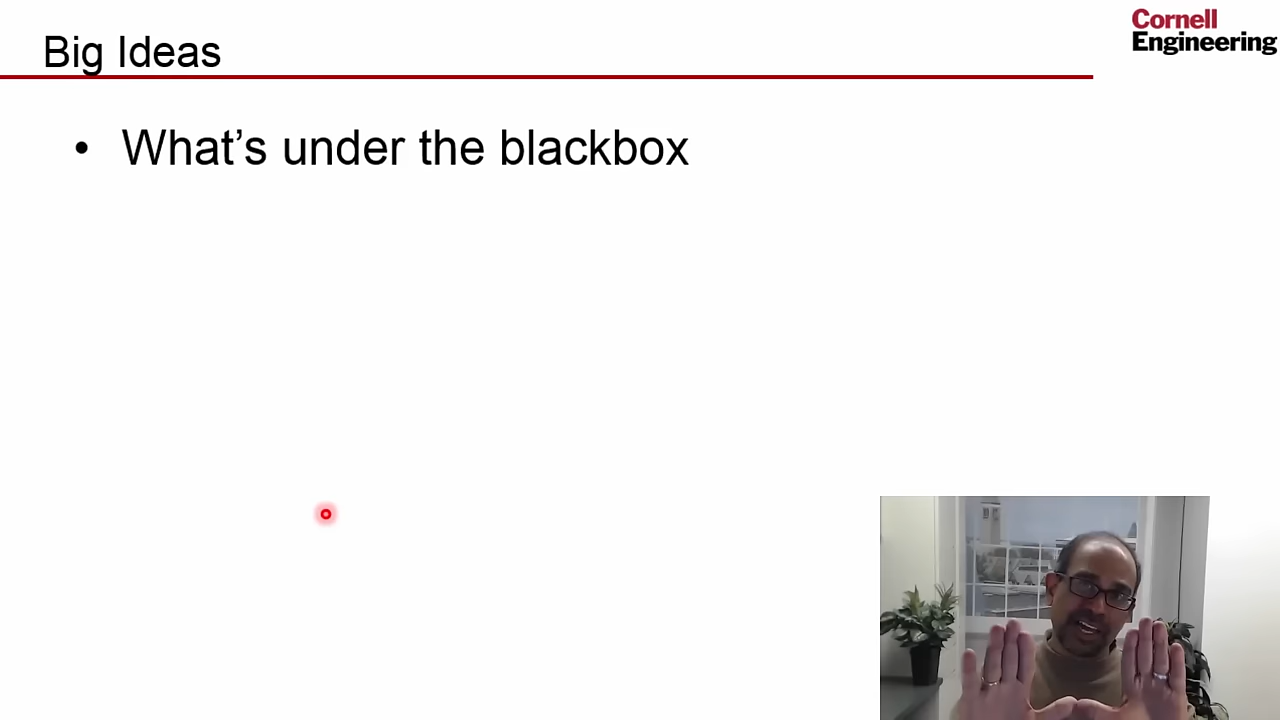 Big Ideas
Cornell
Engineering
• What’s under the blackbox